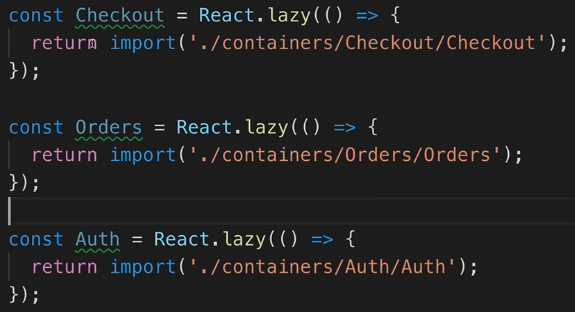 const Checkout = React.lazy(() => {
  return import('./containers/Checkout/Checkout');
});

const Orders = React.lazy(() => {
  return import('./containers/Orders/Orders');
});

const Auth = React.lazy(() => {
  return import('./containers/Auth/Auth');
});